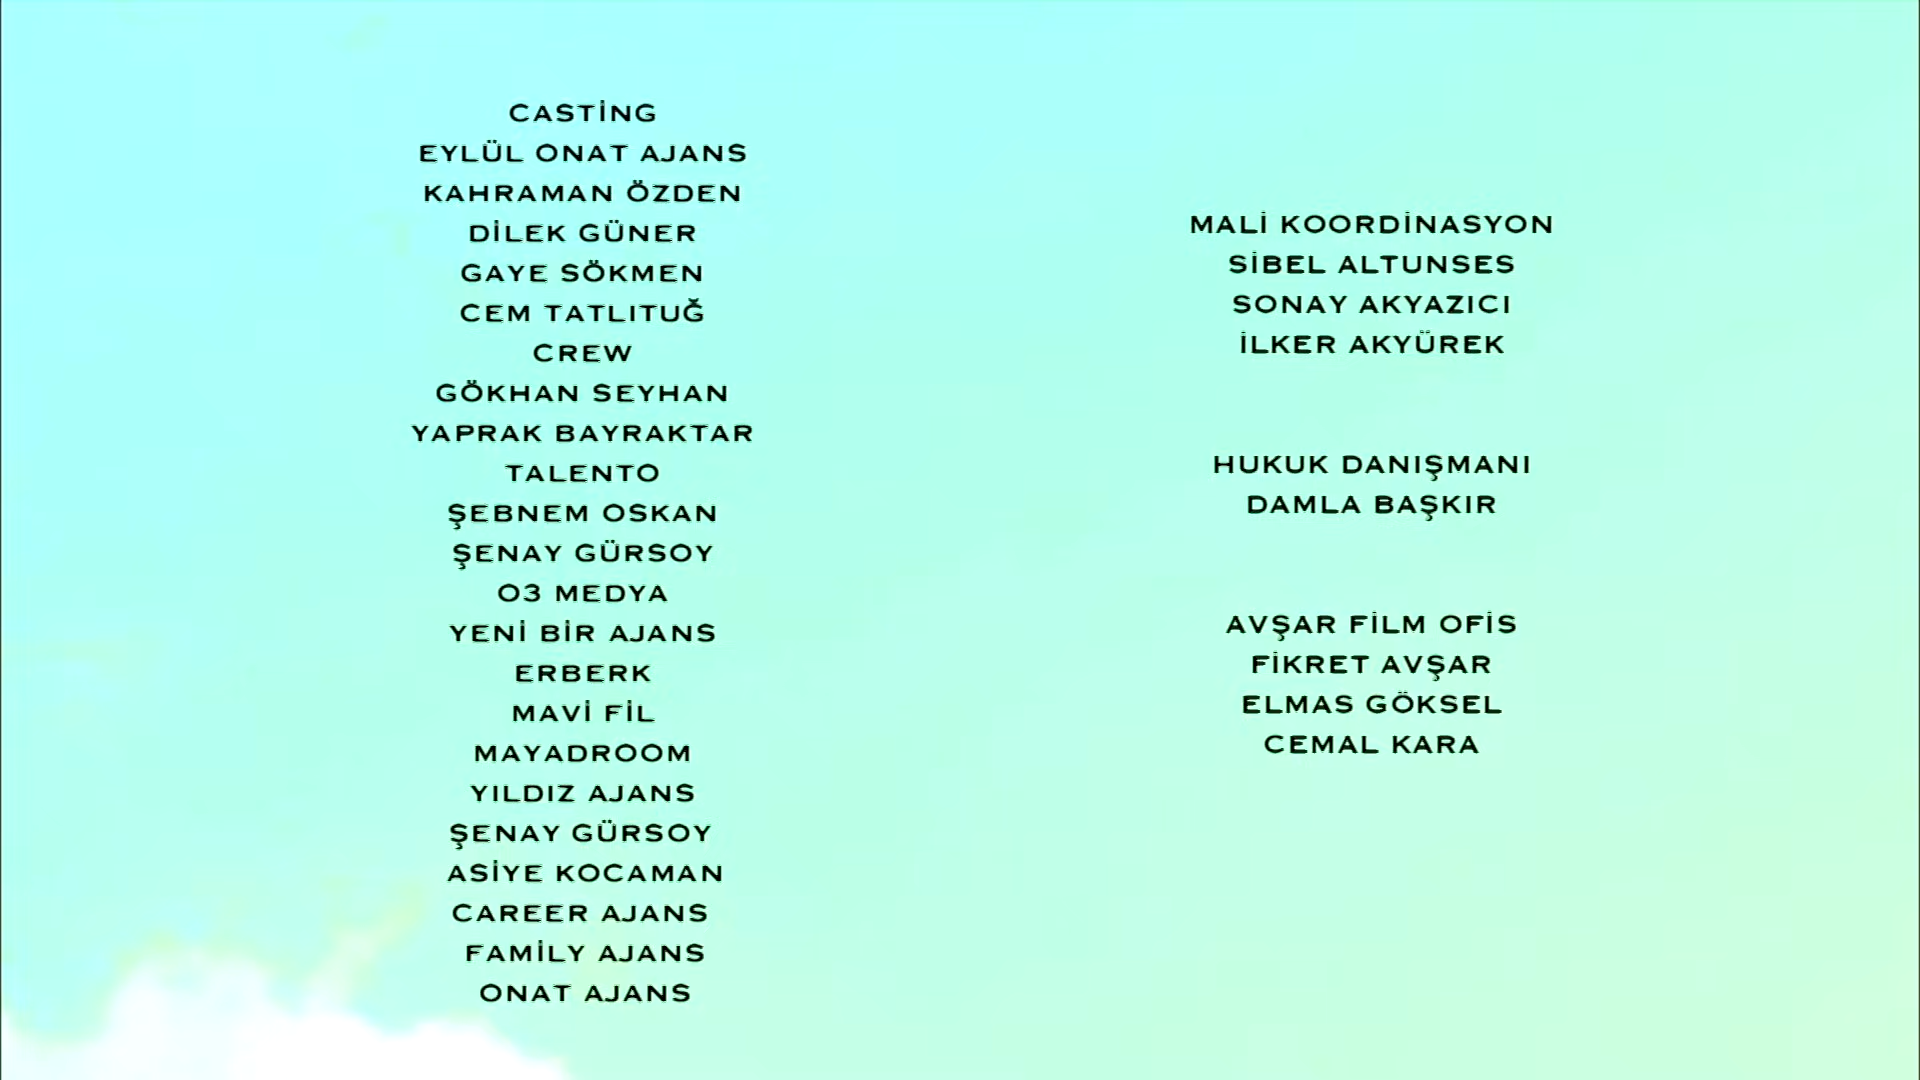 CASTİNG
EYLÜL ONAT AJANS
KAHRAMAN ÖZDEN
DİLEK GÜNER
GAYE SÖKMEN
CEM TATLITUĞ
CREW
GÖKHAN SEYHAN
YAPRAK BAYRAKTAR
TALENTO
ŞEBNEM OSKAN
ŞENAY GÜRSOY
O3 MEDYA
YENİ BİR AJANS
ERBERK
MAVİ FİL
MAYADROOM
YILDIZ AJANS
ŞENAY GÜRSOY
ASİYE KOCAMAN
CAREER AJANS
FAMİLY AJANS
ONAT AJANS
MALİ KOORDİNASYON
SİBEL ALTUNSES
SONAY AKYAZICI
İLKER AKYÜREK
HUKUK DANIŞMANI
DAMLA BAŞKIR
AVŞAR FİLM OFİS
FİKRET AVŞAR
ELMAS GÖKSEL
CEMAL KARA